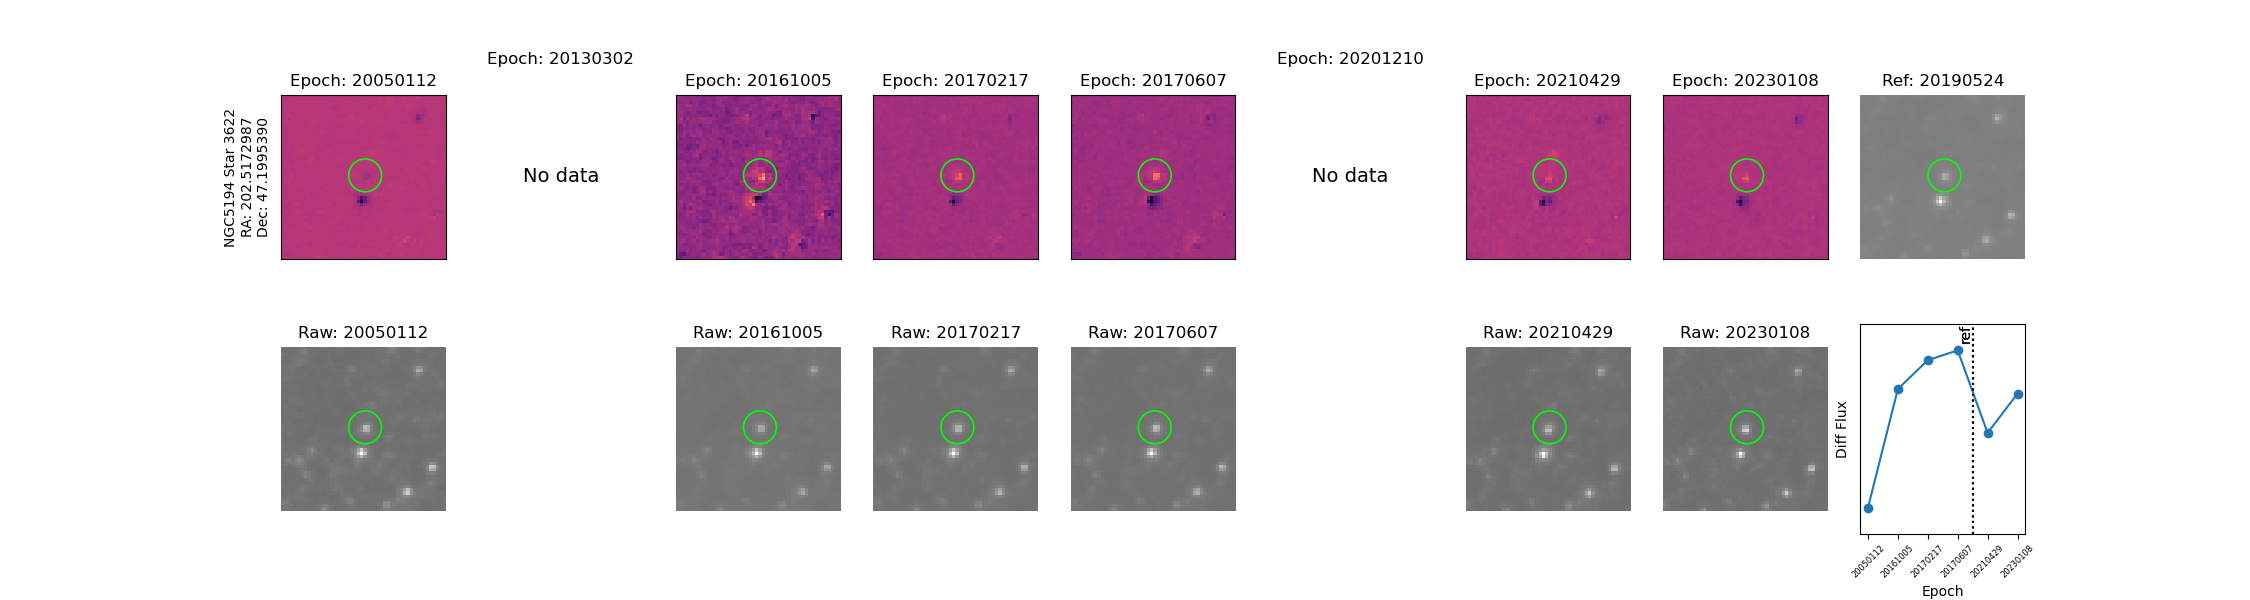 Epoch: 20050112
Epoch: 20130302
Epoch: 20161005
Epoch: 20170217
Epoch: 20170607
Epoch: 20201210
Epoch: 20210429
Epoch: 20230108
Ref: 20190524
NGC5194 Star 3622
RA: 202.5172987
Dec: 47.1995390
No data
No data
Raw: 20050112
Raw: 20161005
Raw: 20170217
Raw: 20170607
Raw: 20210429
Raw: 20230108
ref
Diff Flux
20050112
20161005
20170217
20170607
20210429
20230108
Epoch